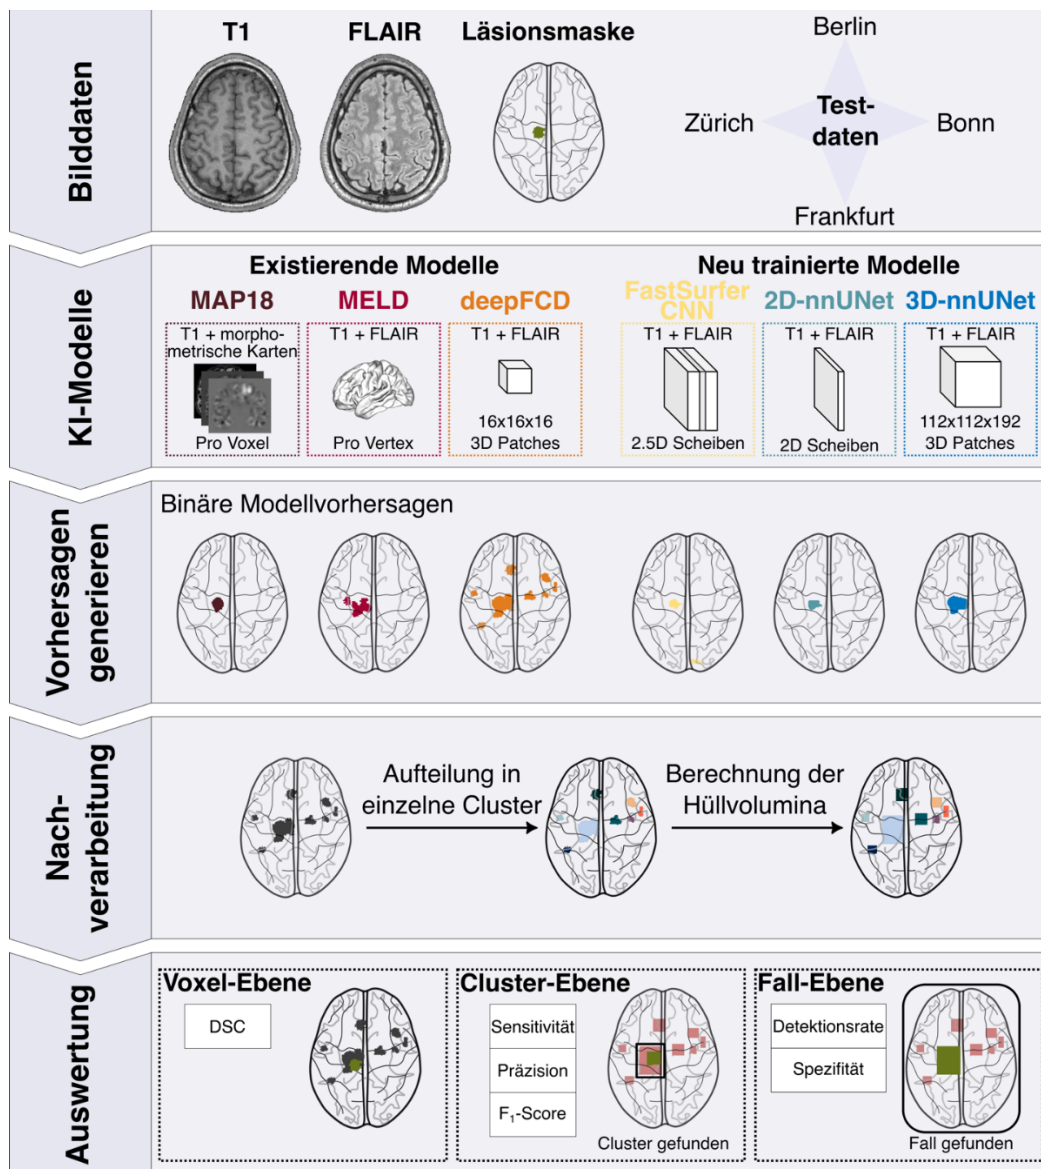 Bilddaten
T1
FLAIR
Läsionsmaske
Berlin
Zürich
Test-
daten
Bonn
Frankfurt
KI-Modelle
Existierende Modelle
MAP18
T1 + morpho-
metrische Karten
Pro Voxel
MELD
T1 + FLAIR
Pro Vertex
deepFCD
T1 + FLAIR
16x16x16
3D Patches
Neu trainierte Modelle
FastSurfer
CNN
T1 + FLAIR
2.5D Scheiben
2D-nnUNet
T1 + FLAIR
2D Scheiben
3D-nnUNet
T1 + FLAIR
112x112x192
3D Patches
Vorhersagen
generieren
Binäre Modellvorhersagen
Nach-
verarbeitung
Aufteilung in
einzelne Cluster
Berechnung der
Hüllvolumina
Auswertung
Voxel-Ebene
DSC
Cluster-Ebene
Sensitivität
Präzision
F₁-Score
Cluster gefunden
Fall-Ebene
Detektionsrate
Spezifität
Fall gefunden